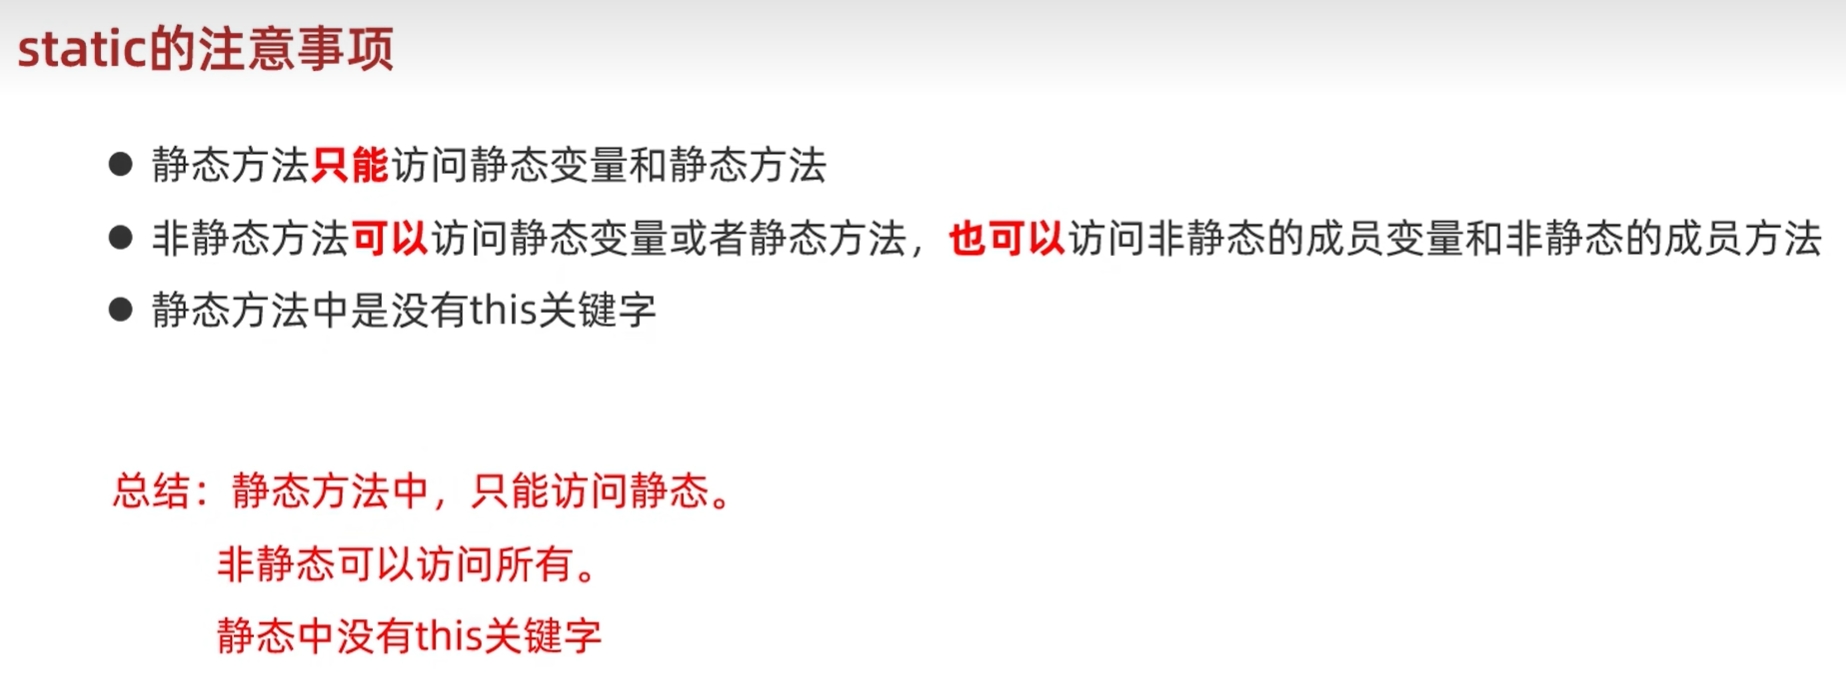 static的注意事项
● 静态方法只能访问静态变量和静态方法
● 非静态方法可以访问静态变量或者静态方法，也可以访问非静态的成员变量和非静态的成员方法
● 静态方法中是没有this关键字
总结：静态方法中，只能访问静态。
非静态可以访问所有。
静态中没有this关键字